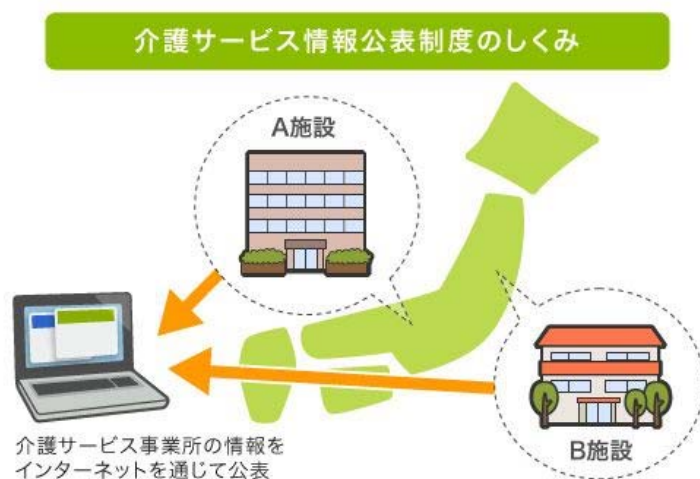 介護サービス情報公表制度のしくみ
A施設
B施設
介護サービス事業所の情報を
インターネットを通じて公表